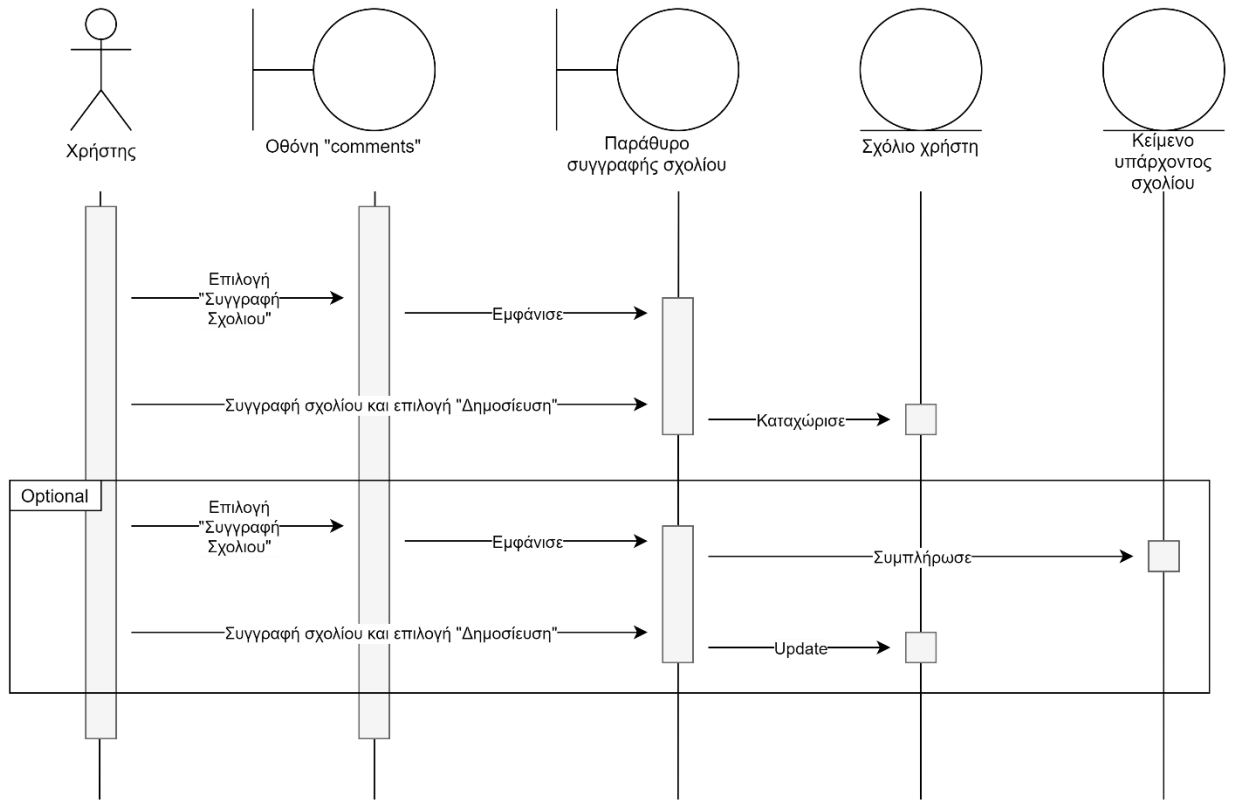 Χρήστης
Οθόνη "comments"
Παράθυρο
συγγραφής σχολίου
Σχόλιο χρήστη
Κείμενο
υπάρχοντος
σχολίου
Επιλογή
"Συγγραφή
Σχολιου"
Εμφάνισε
Συγγραφή σχολίου και επιλογή "Δημοσίευση"
Καταχώρισε
Optional
Επιλογή
"Συγγραφή
Σχολιου"
Εμφάνισε
Συμπλήρωσε
Συγγραφή σχολίου και επιλογή "Δημοσίευση"
Update